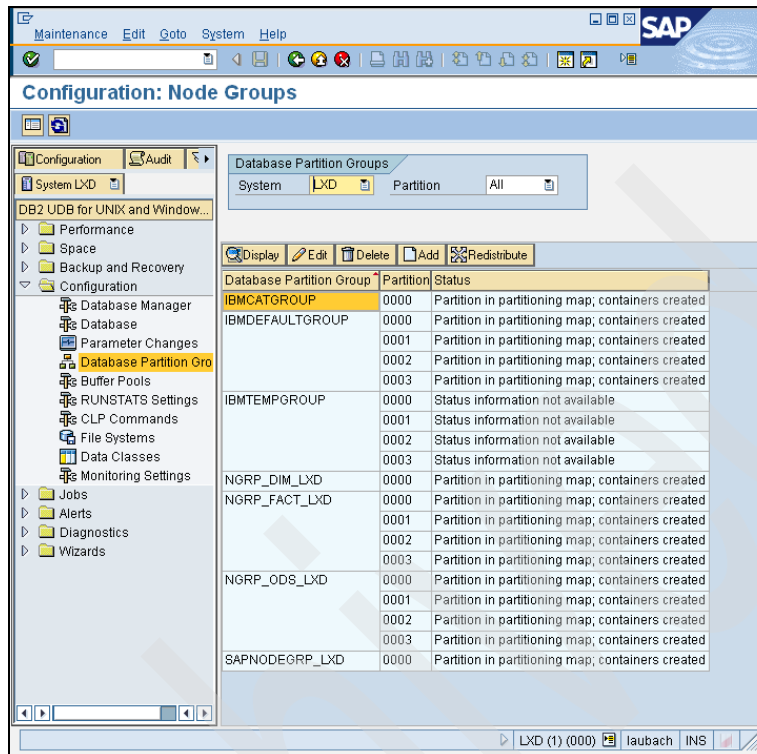 Maintenance Edit Goto System Help
SAP
Configuration: Node Groups
Configuration Audit
System LXD
DB2 UDB for UNIX and Window...
Performance
Space
Backup and Recovery
Configuration
Database Manager
Database
Parameter Changes
Database Partition Gro
Buffer Pools
RUNSTATS Settings
CLP Commands
File Systems
Data Classes
Monitoring Settings
Jobs
Alerts
Diagnostics
Wizards
Database Partition Groups
System LXD Partition All
Display Edit Delete Add Redistribute
Database Partition Group Partition Status
IBMCATGROUP 0000 Partition in partitioning map; containers created
IBMDEFAULTGROUP 0000 Partition in partitioning map; containers created
0001 Partition in partitioning map; containers created
0002 Partition in partitioning map; containers created
0003 Partition in partitioning map; containers created
IBMTEMPGROUP 0000 Status information not available
0001 Status information not available
0002 Status information not available
0003 Status information not available
NGRP_DIM_LXD 0000 Partition in partitioning map; containers created
NGRP_FACT_LXD 0000 Partition in partitioning map; containers created
0001 Partition in partitioning map; containers created
0002 Partition in partitioning map; containers created
0003 Partition in partitioning map; containers created
NGRP_ODS_LXD 0000 Partition in partitioning map; containers created
0001 Partition in partitioning map; containers created
0002 Partition in partitioning map; containers created
0003 Partition in partitioning map; containers created
SAPNODEGRP_LXD 0000 Partition in partitioning map; containers created
LXD (1) (000) laubach INS